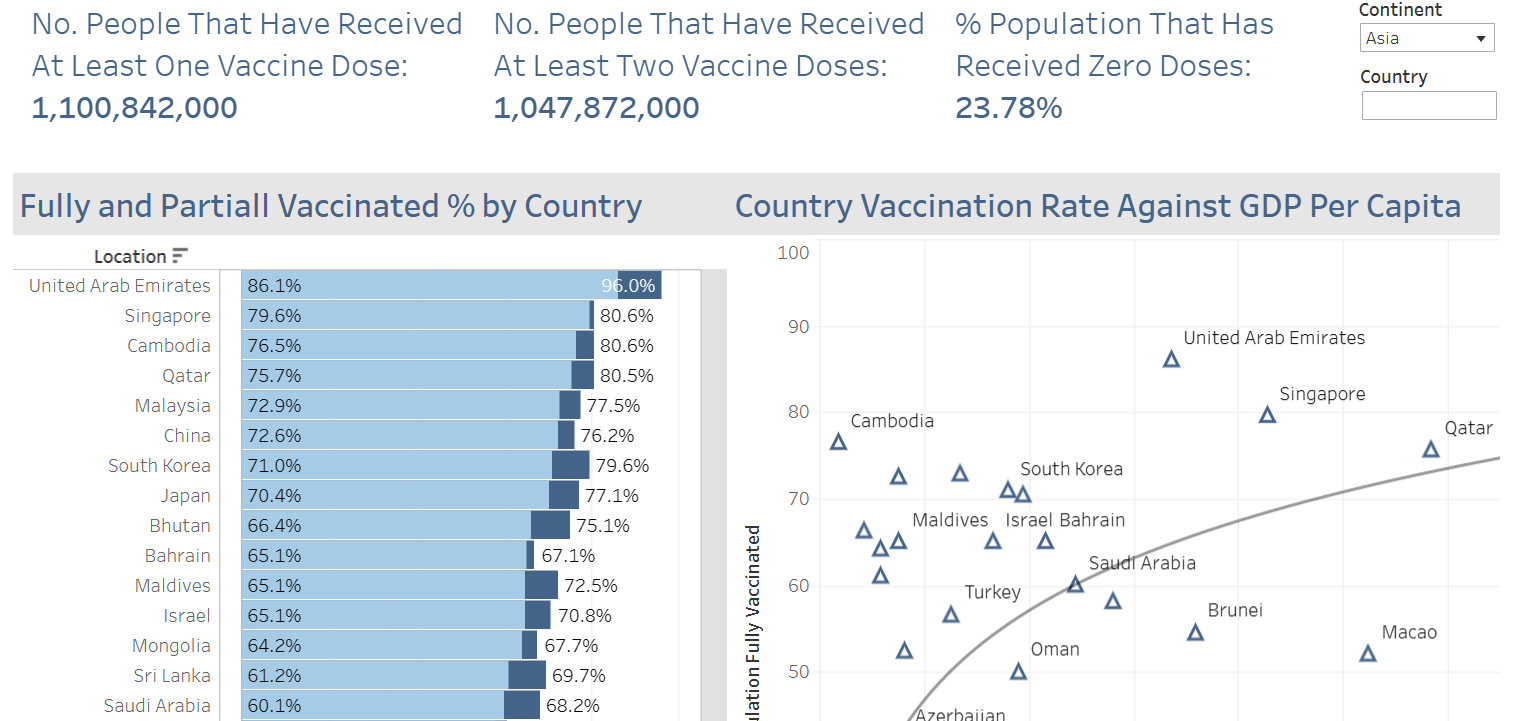 No. People That Have Received
At Least One Vaccine Dose:
1,100,842,000
No. People That Have Received
At Least Two Vaccine Doses:
1,047,872,000
% Population That Has
Received Zero Doses:
23.78%
Continent
Asia
Country
Fully and Partiall Vaccinated % by Country
Location
United Arab Emirates 86.1% 96.0%
Singapore 79.6% 80.6%
Cambodia 76.5% 80.6%
Qatar 75.7% 80.5%
Malaysia 72.9% 77.5%
China 72.6% 76.2%
South Korea 71.0% 79.6%
Japan 70.4% 77.1%
Bhutan 66.4% 75.1%
Bahrain 65.1% 67.1%
Maldives 65.1% 72.5%
Israel 65.1% 70.8%
Mongolia 64.2% 67.7%
Sri Lanka 61.2% 69.7%
Saudi Arabia 60.1% 68.2%
Country Vaccination Rate Against GDP Per Capita
100
90
80
70
60
50
ulation Fully Vaccinated
United Arab Emirates
Singapore
Cambodia
Qatar
South Korea
Maldives Israel Bahrain
Saudi Arabia
Turkey
Brunei
Macao
Oman
Azerbaijan